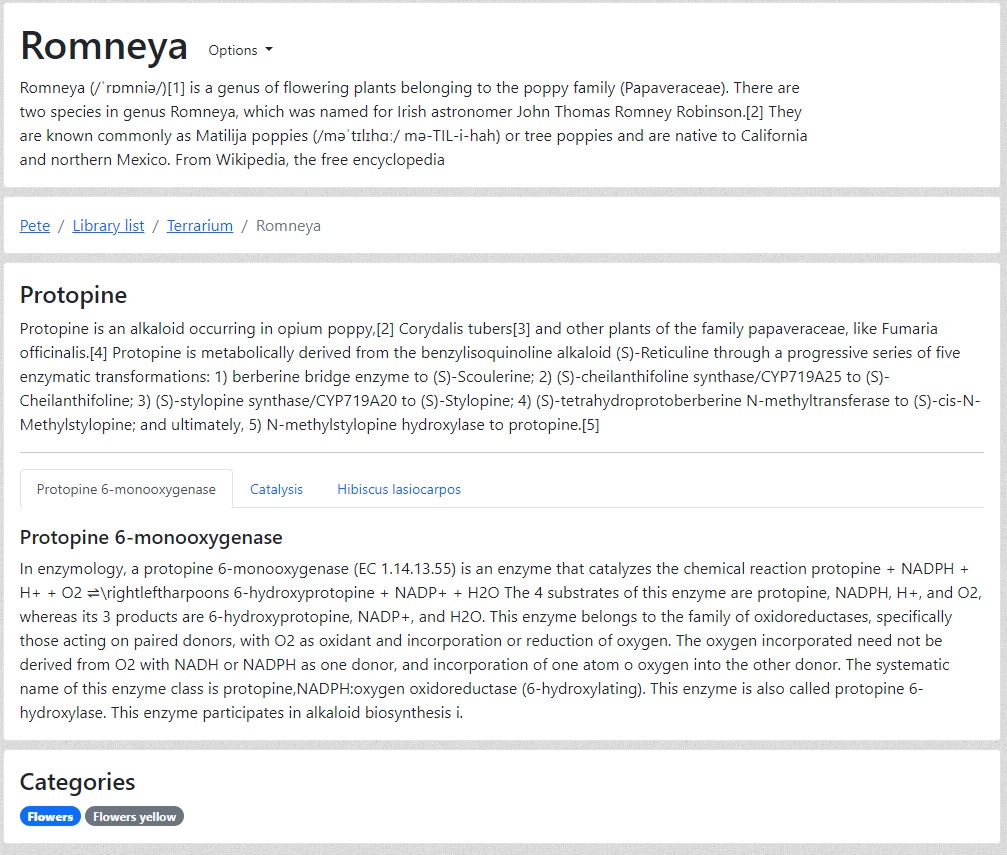 Romneya Options
Romneya (/ˈrɒmniə/)[1] is a genus of flowering plants belonging to the poppy family (Papaveraceae). There are
two species in genus Romneya, which was named for Irish astronomer John Thomas Romney Robinson.[2] They
are known commonly as Matilija poppies (/məˈtɪlɪhɑː/ mə-TIL-i-hah) or tree poppies and are native to California
and northern Mexico. From Wikipedia, the free encyclopedia
Pete / Library list / Terrarium / Romneya
Protopine
Protopine is an alkaloid occurring in opium poppy,[2] Corydalis tubers[3] and other plants of the family papaveraceae, like Fumaria
officinalis.[4] Protopine is metabolically derived from the benzylisoquinoline alkaloid (S)-Reticuline through a progressive series of five
enzymatic transformations: 1) berberine bridge enzyme to (S)-Scoulerine; 2) (S)-cheilanthifoline synthase/CYP719A25 to (S)-
Cheilanthifoline; 3) (S)-stylopine synthase/CYP719A20 to (S)-Stylopine; 4) (S)-tetrahydroprotoberberine N-methyltransferase to (S)-cis-N-
Methylstylopine; and ultimately, 5) N-methylstylopine hydroxylase to protopine.[5]
Protopine 6-monooxygenase Catalysis Hibiscus lasiocarpos
Protopine 6-monooxygenase
In enzymology, a protopine 6-monooxygenase (EC 1.14.13.55) is an enzyme that catalyzes the chemical reaction protopine + NADPH +
H+ + O2 ⇌\rightleftharpoons 6-hydroxyprotopine + NADP+ + H2O The 4 substrates of this enzyme are protopine, NADPH, H+, and O2,
whereas its 3 products are 6-hydroxyprotopine, NADP+, and H2O. This enzyme belongs to the family of oxidoreductases, specifically
those acting on paired donors, with O2 as oxidant and incorporation or reduction of oxygen. The oxygen incorporated need not be
derived from O2 with NADH or NADPH as one donor, and incorporation of one atom o oxygen into the other donor. The systematic
name of this enzyme class is protopine,NADPH:oxygen oxidoreductase (6-hydroxylating). This enzyme is also called protopine 6-
hydroxylase. This enzyme participates in alkaloid biosynthesis i.
Categories
Flowers Flowers yellow